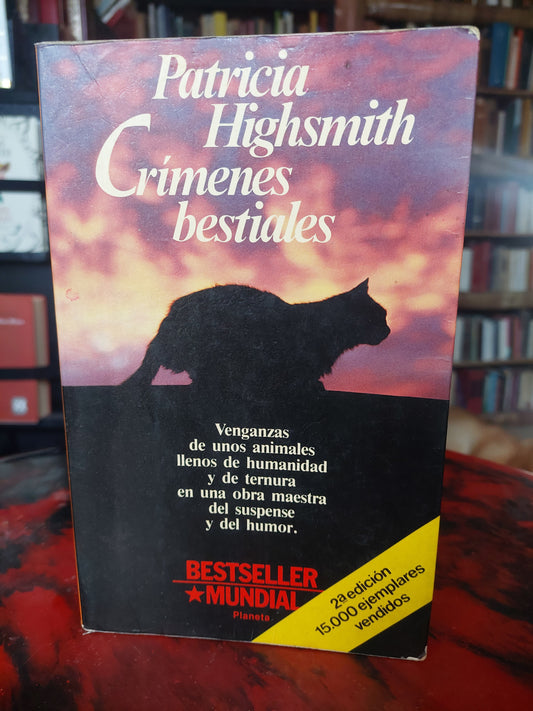 Patricia
Highsmith
Crímenes
bestiales
Venganzas
de unos animales
llenos de humanidad
y de ternura
en una obra maestra
del suspense
y del humor.
BESTSELLER
★MUNDIAL
Planeta
2ª edición
15.000 ejemplares
vendidos